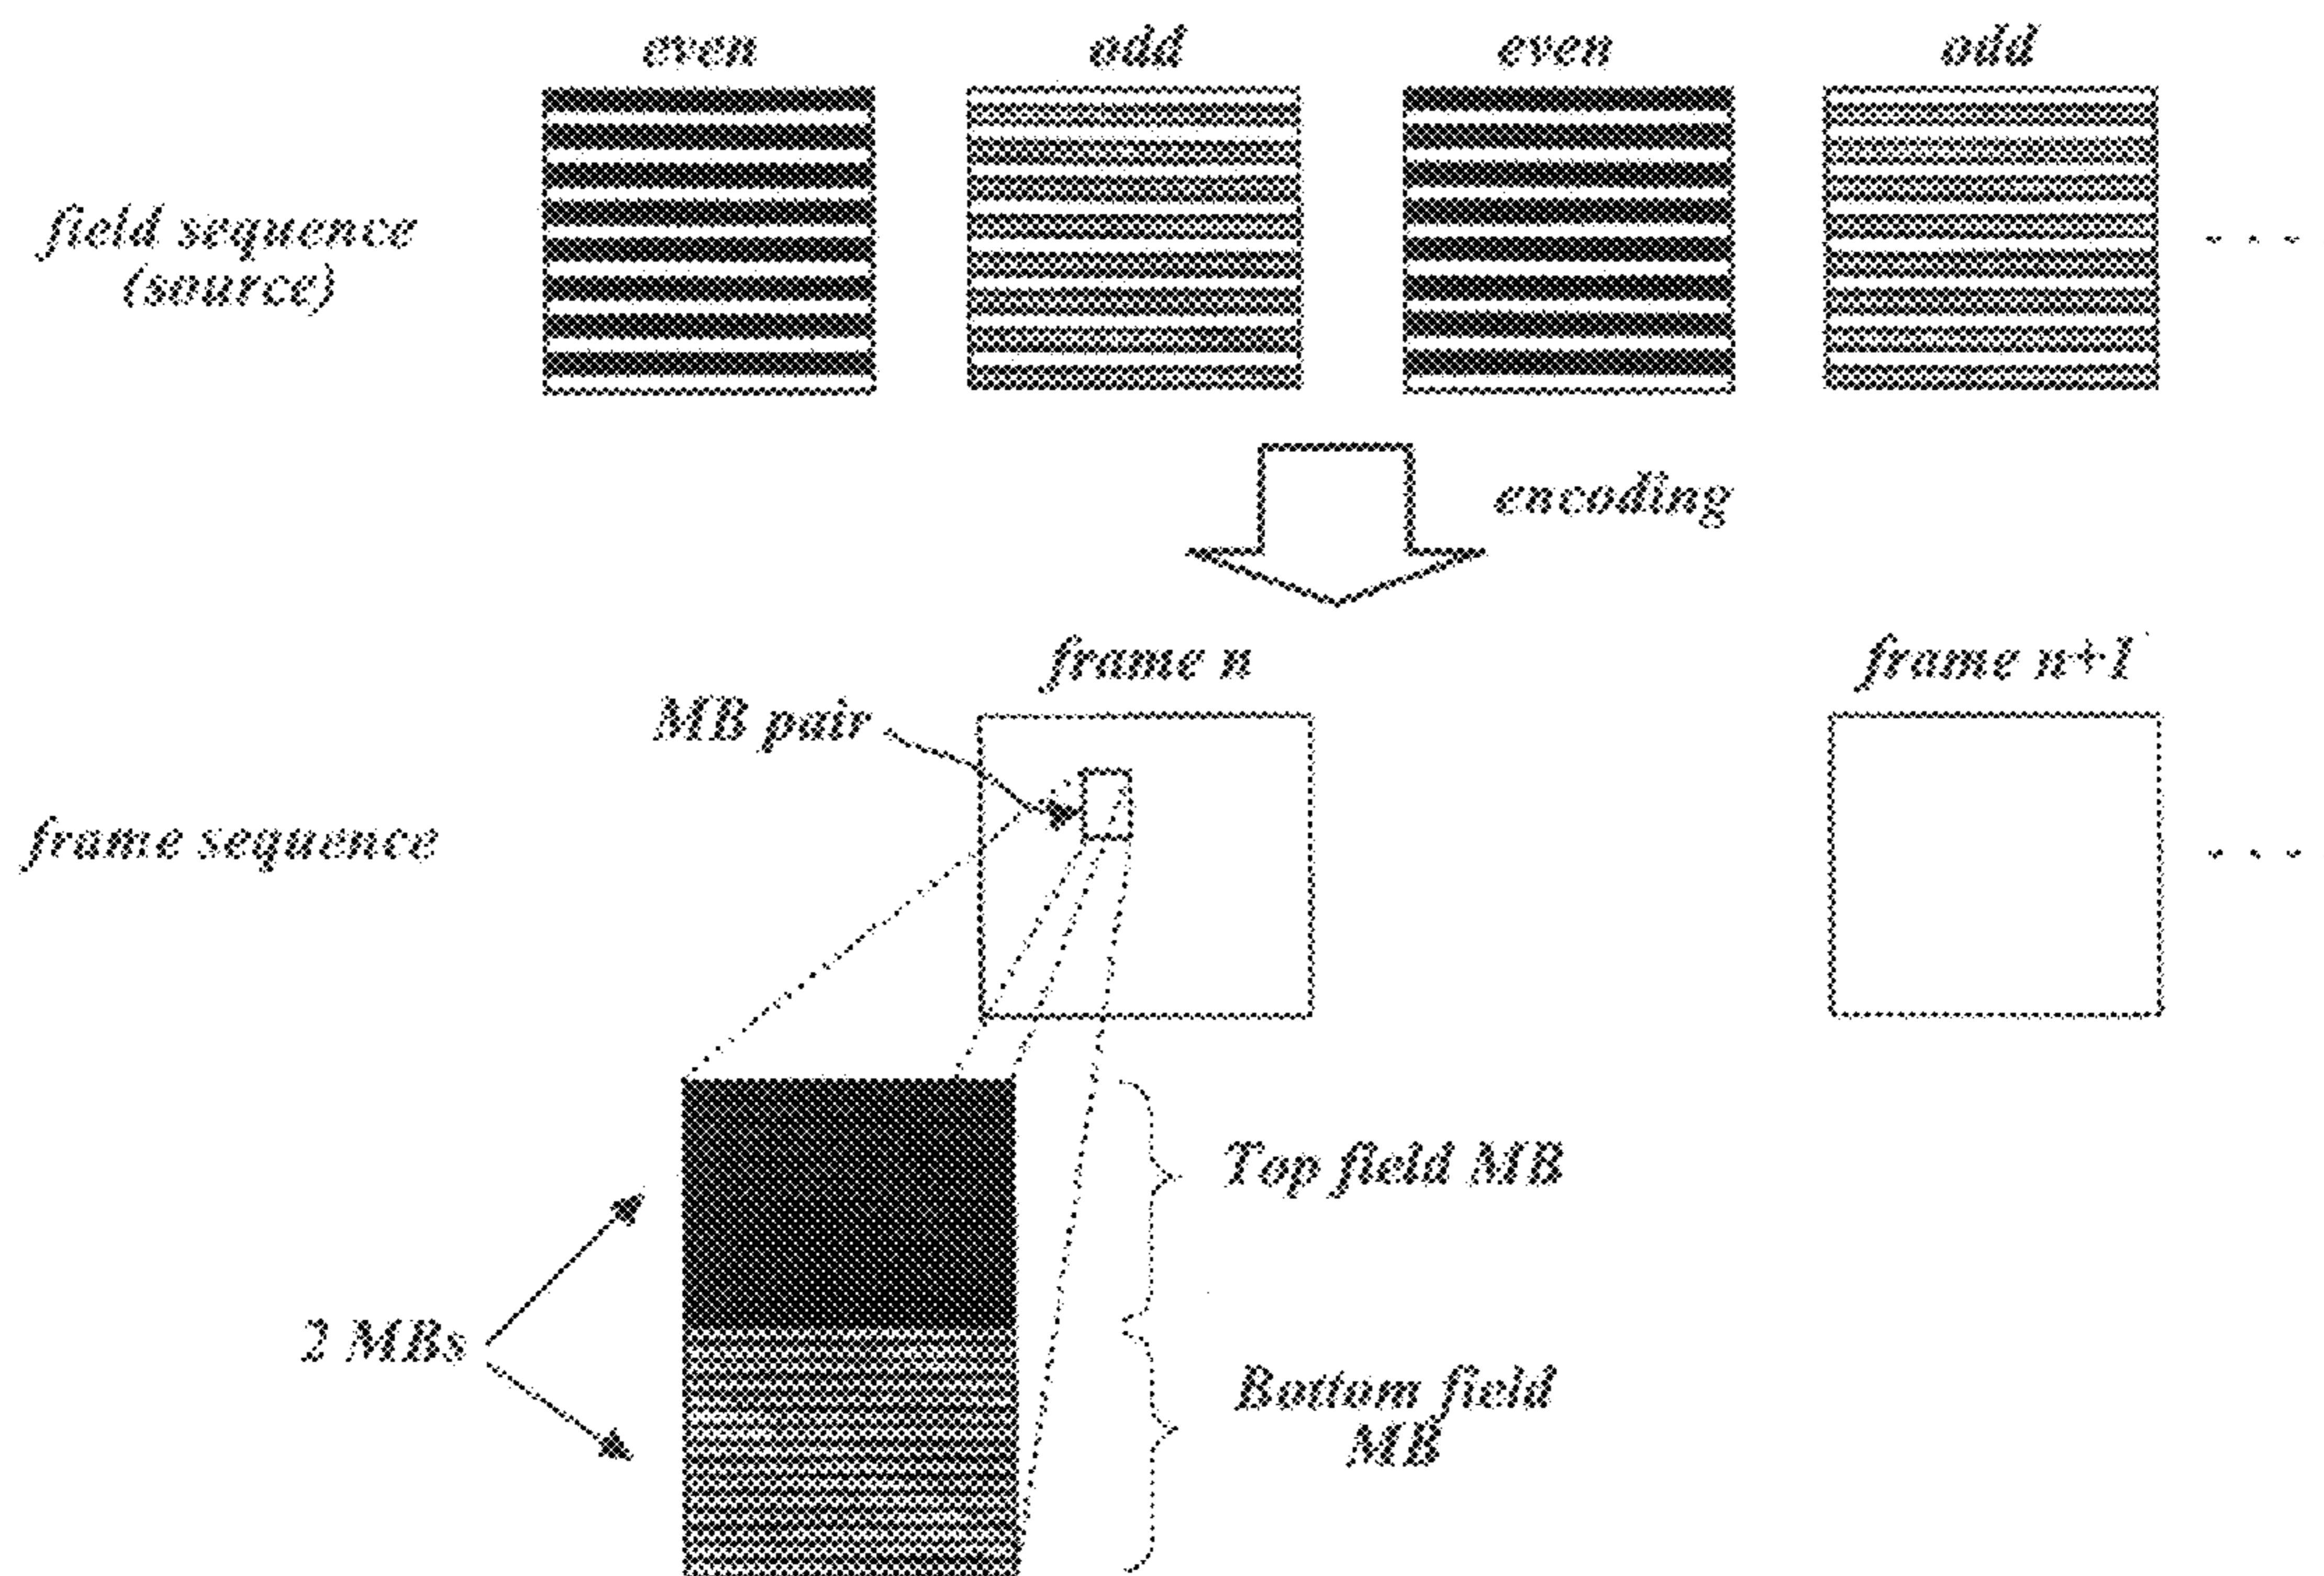 even
odd
even
odd
field sequence
(source)
. . .
encoding
frame n
frame n+1
MB pair
frame sequence
. . .
Top field MB
2 MBs
Bottom field
MB